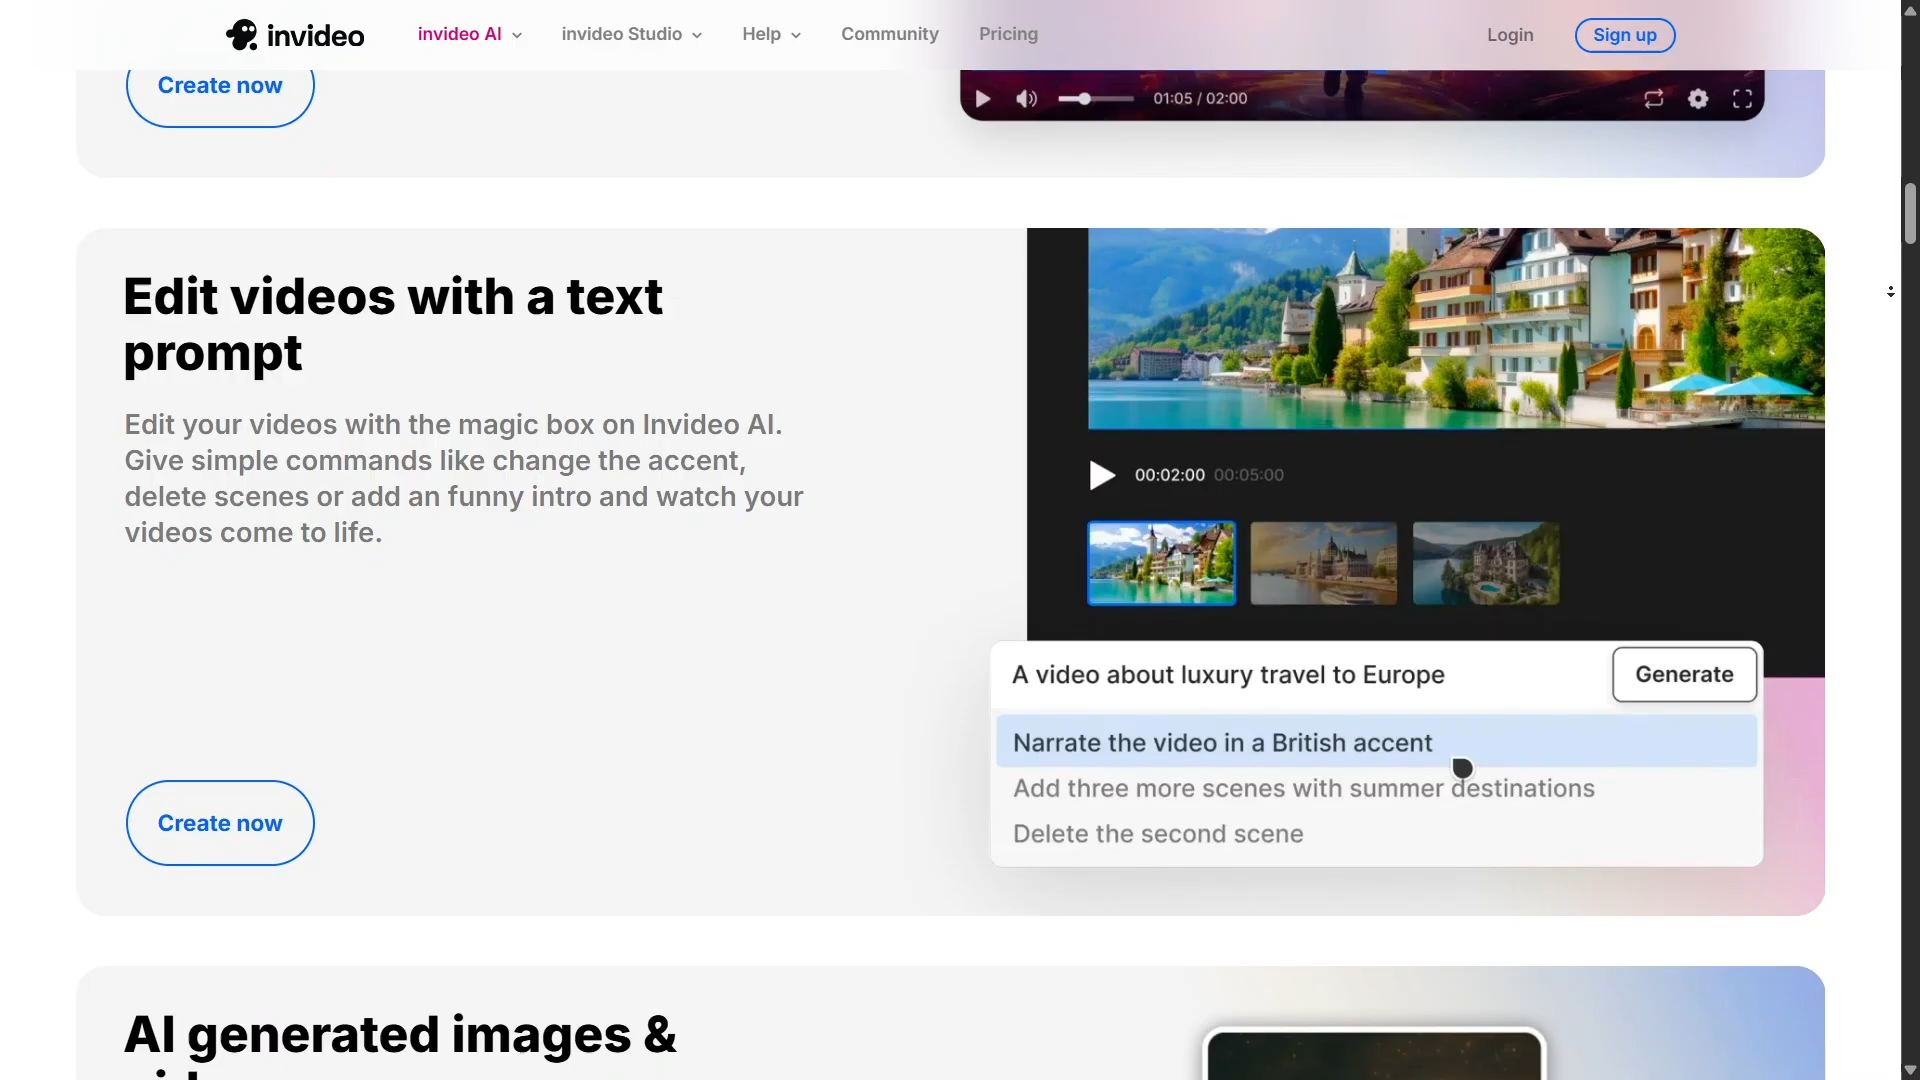 invideo
invideo AI
invideo Studio
Help
Community
Pricing
Login
Sign up
Create now
01:05 / 02:00
Edit videos with a text
prompt
Edit your videos with the magic box on Invideo AI.
Give simple commands like change the accent,
delete scenes or add an funny intro and watch your
videos come to life.
Create now
00:02:00 00:05:00
A video about luxury travel to Europe
Generate
Narrate the video in a British accent
Add three more scenes with summer destinations
Delete the second scene
AI generated images &